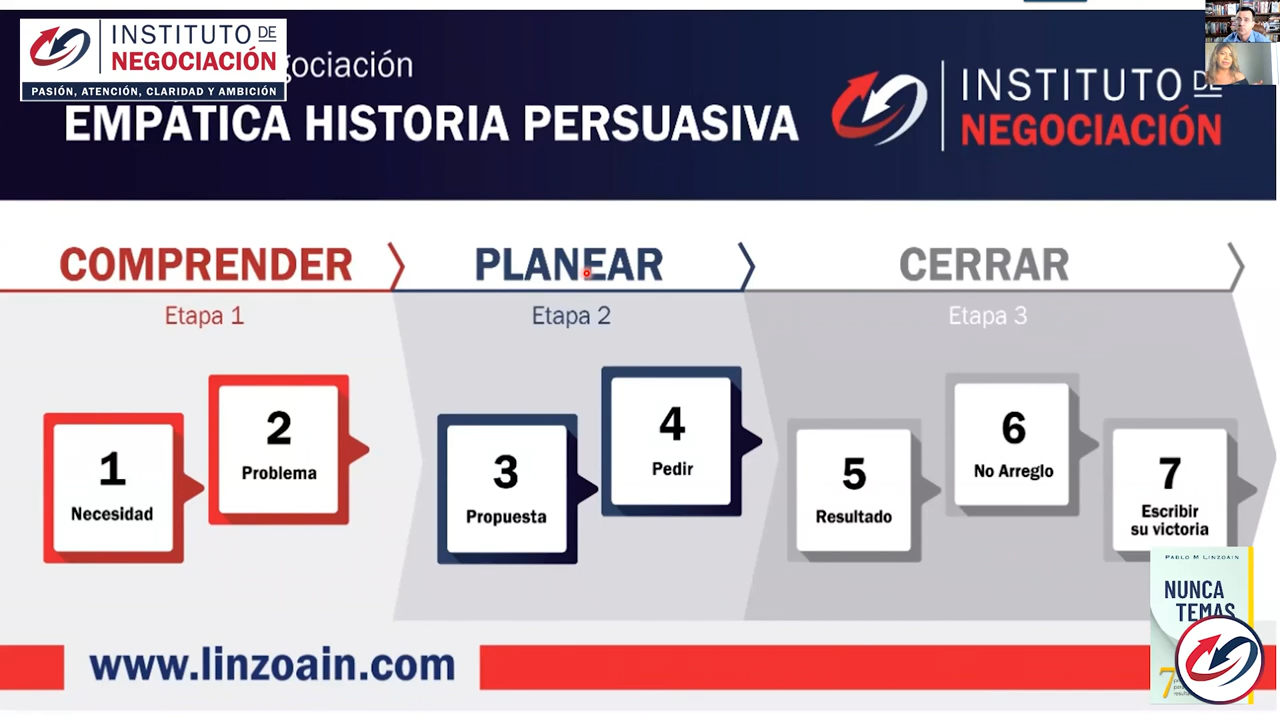 INSTITUTO DE
NEGOCIACIÓN
PASIÓN, ATENCIÓN, CLARIDAD Y AMBICIÓN
gociación
EMPÁTICA HISTORIA PERSUASIVA
INSTITUTO DE
NEGOCIACIÓN
COMPRENDER
PLANEAR
CERRAR
Etapa 1
Etapa 2
Etapa 3
1
Necesidad
2
Problema
3
Propuesta
4
Pedir
5
Resultado
6
No Arreglo
7
Escribir
su victoria
PABLO M LINZOAIN
NUNCA
TEMAS
7
www.linzoain.com